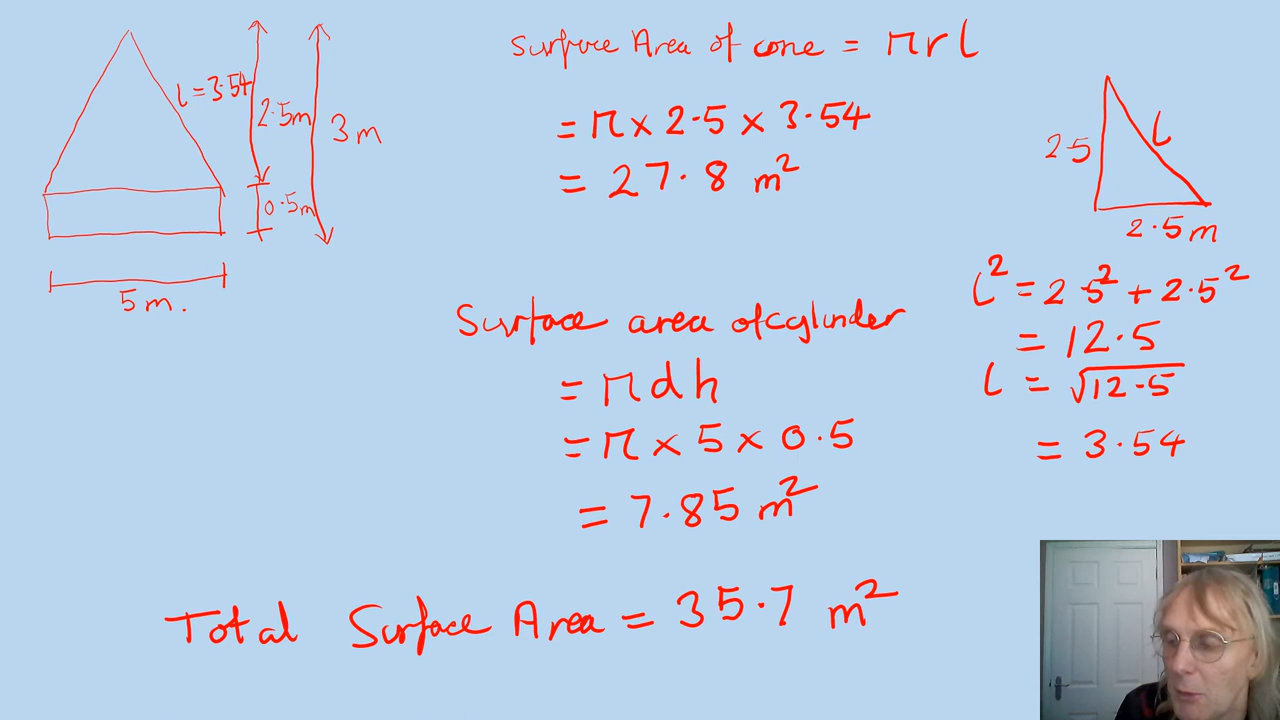 l = 3.54
2.5m
3m
0.5m
5m.
Surface Area of cone = πrl
= π x 2.5 x 3.54
= 27.8 m²
Surface area of cylinder
= πdh
= π x 5 x 0.5
= 7.85 m²
2.5
l
2.5m
l² = 2.5² + 2.5²
= 12.5
l = √12.5
= 3.54
Total Surface Area = 35.7 m²